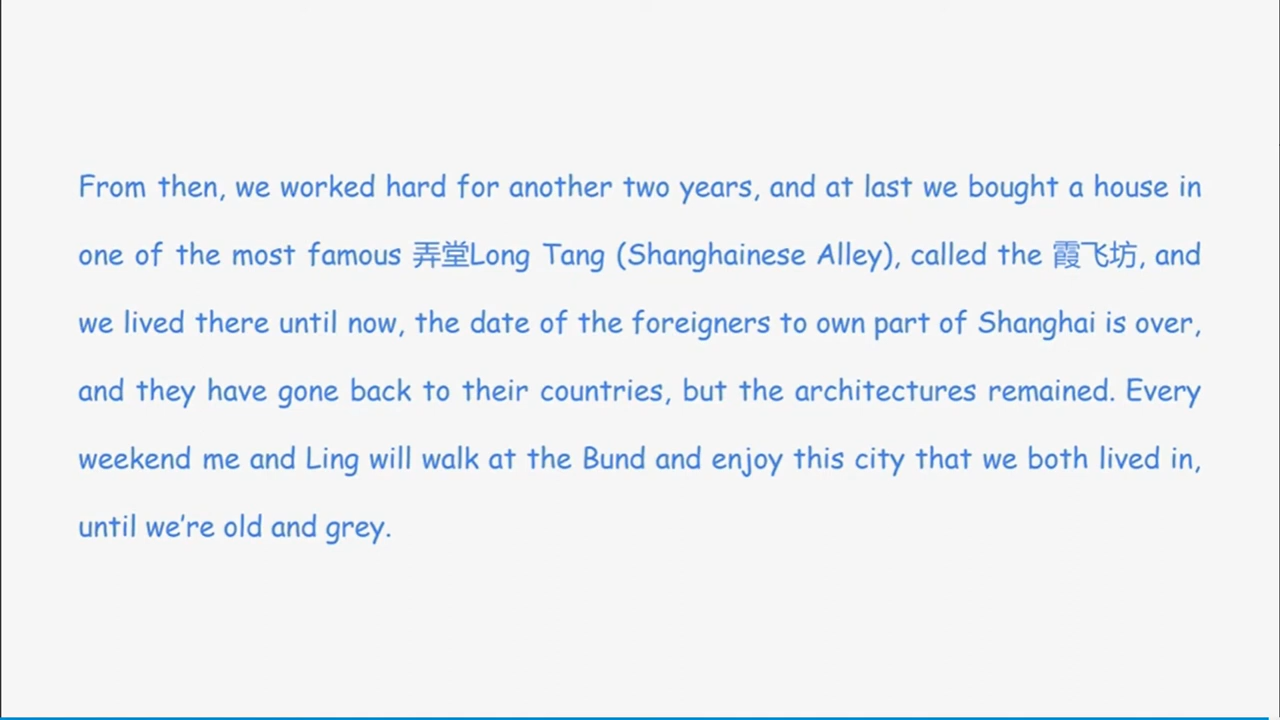 From then, we worked hard for another two years, and at last we bought a house in
one of the most famous 弄堂Long Tang (Shanghainese Alley), called the 霞飞坊, and
we lived there until now, the date of the foreigners to own part of Shanghai is over,
and they have gone back to their countries, but the architectures remained. Every
weekend me and Ling will walk at the Bund and enjoy this city that we both lived in,
until we’re old and grey.